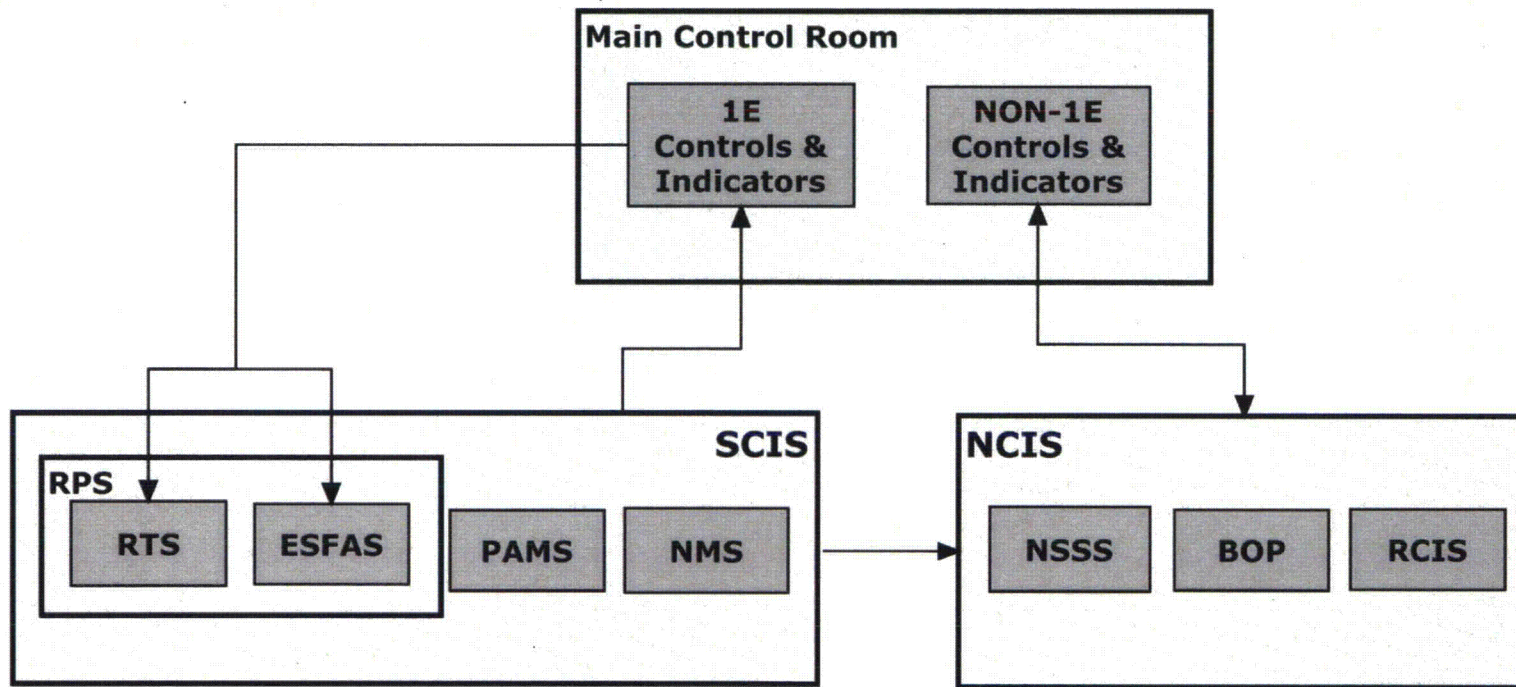 Main Control Room
1E
Controls &
Indicators
NON-1E
Controls &
Indicators
SCIS
RPS
RTS
ESFAS
PAMS
NMS
NCIS
NSSS
BOP
RCIS